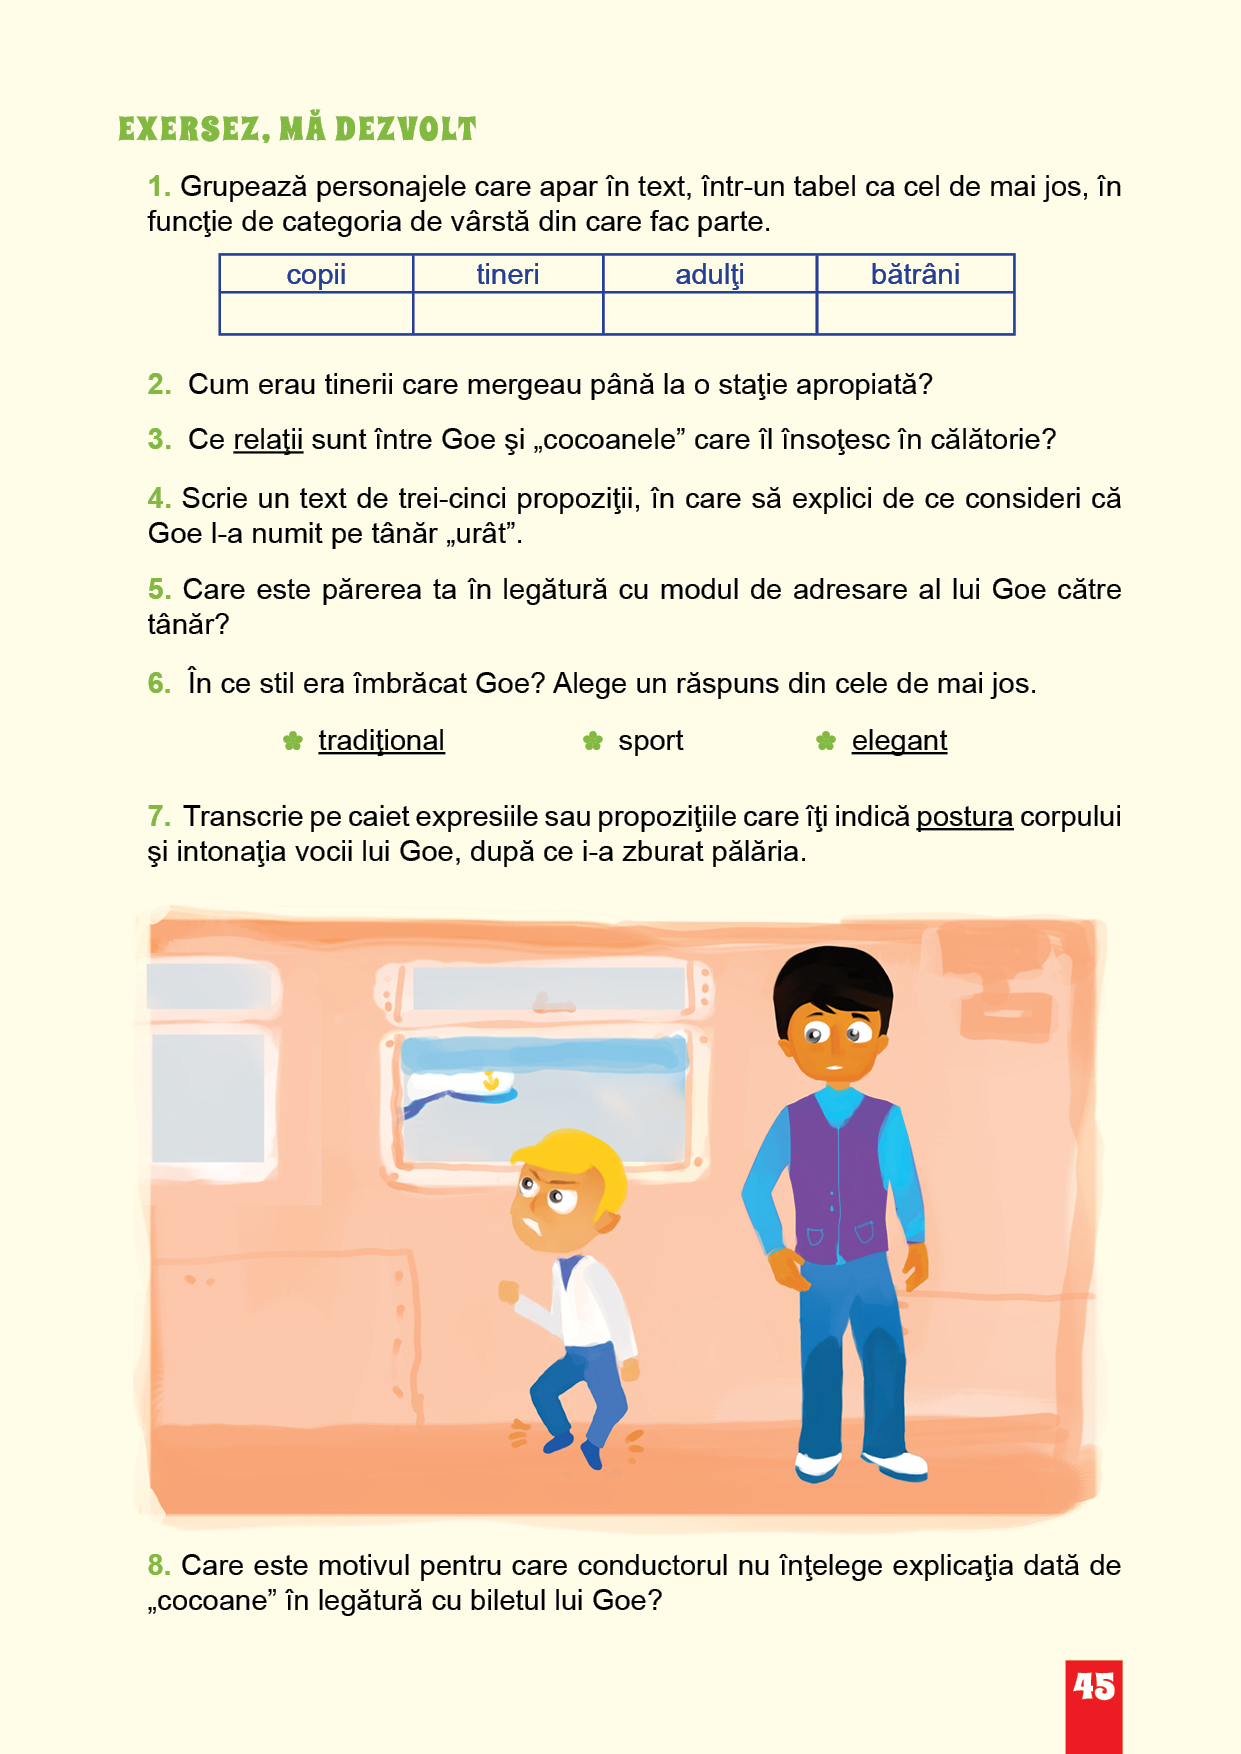 EXERSEZ, MĂ DEZVOLT
1. Grupează personajele care apar în text, într-un tabel ca cel de mai jos, în
funcţie de categoria de vârstă din care fac parte.
copii tineri adulţi bătrâni
2. Cum erau tinerii care mergeau până la o staţie apropiată?
3. Ce relaţii sunt între Goe şi „cocoanele” care îl însoţesc în călătorie?
4. Scrie un text de trei-cinci propoziţii, în care să explici de ce consideri că
Goe l-a numit pe tânăr „urât”.
5. Care este părerea ta în legătură cu modul de adresare al lui Goe către
tânăr?
6. În ce stil era îmbrăcat Goe? Alege un răspuns din cele de mai jos.
tradiţional sport elegant
7. Transcrie pe caiet expresiile sau propoziţiile care îţi indică postura corpului
şi intonaţia vocii lui Goe, după ce i-a zburat pălăria.
8. Care este motivul pentru care conductorul nu înţelege explicaţia dată de
„cocoane” în legătură cu biletul lui Goe?
45